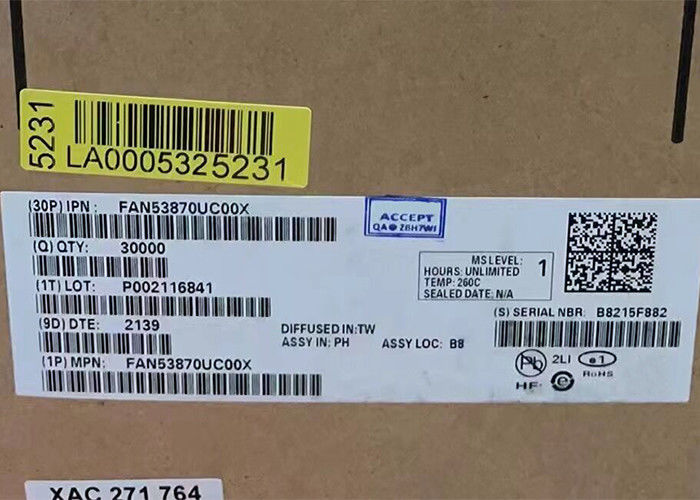 5231
LA0005325231
(30P) IPN: FAN53870UC00X
ACCEPT
(Q) QTY: 30000
(1T) LOT: P002116841
(9D) DTE: 2139
(1P) MPN: FAN53870UC00X
DIFFUSED IN:TW
ASSY IN: PH
ASSY LOC: B8
MS LEVEL: 1
HOURS: UNLIMITED
TEMP: 260C
SEALED DATE: N/A
(S) SERIAL NBR: B8215F882
Pb 2LI e1
RoHS
HF:
XAC 271 764